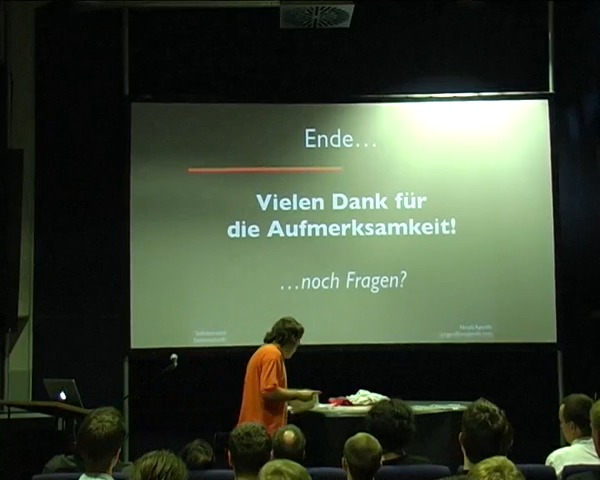 Ende...
Vielen Dank für
die Aufmerksamkeit!
...noch Fragen?